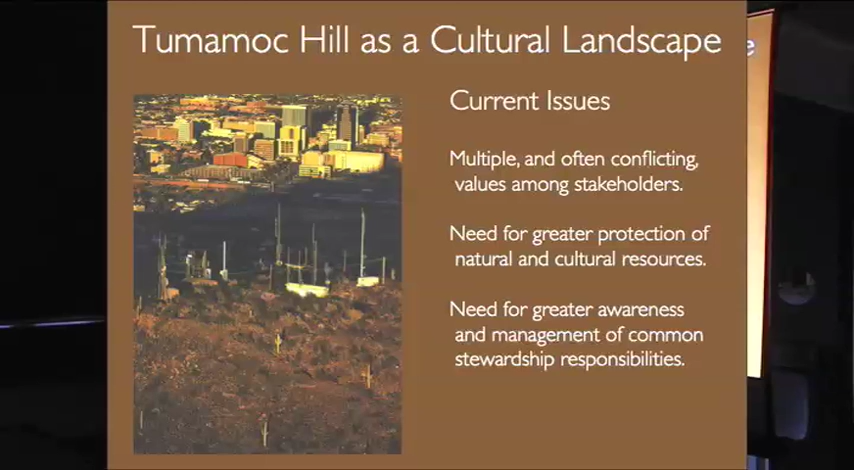 Tumamoc Hill as a Cultural Landscape
Current Issues
Multiple, and often conflicting,
values among stakeholders.
Need for greater protection of
natural and cultural resources.
Need for greater awareness
and management of common
stewardship responsibilities.
e